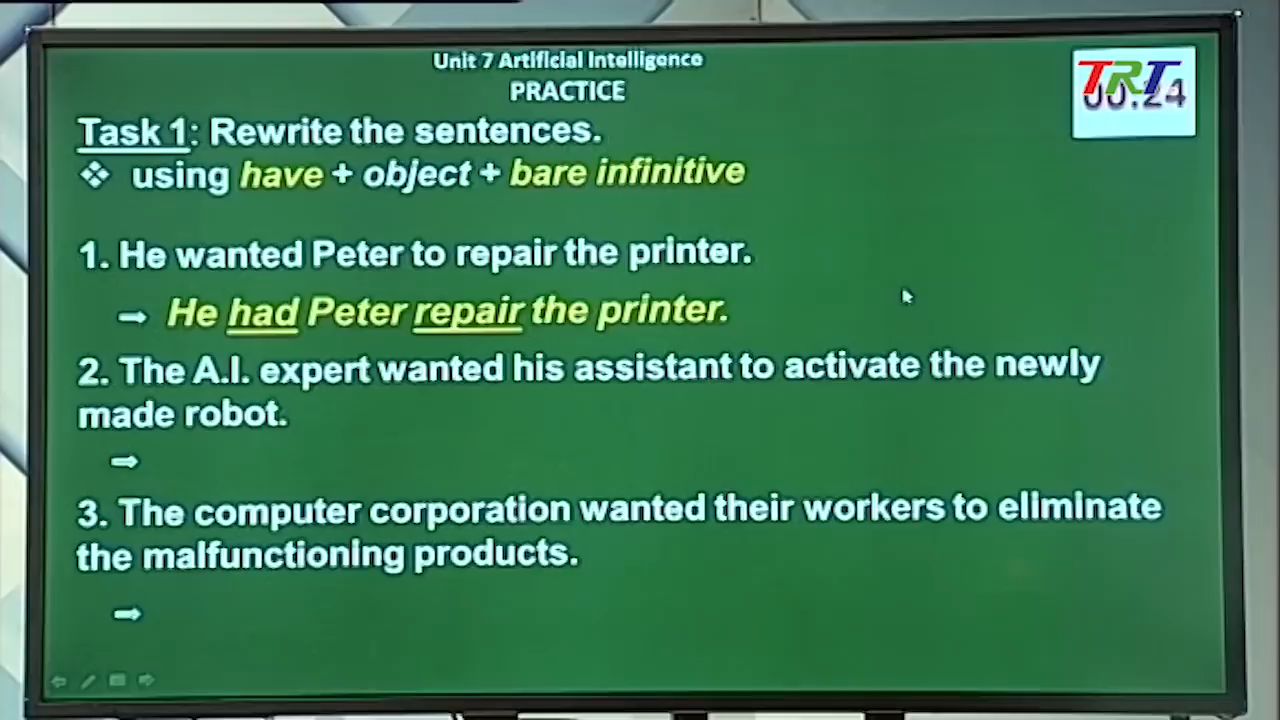 Unit 7 Artificial Intelligence
PRACTICE
TRT
00:24
Task 1: Rewrite the sentences.
❖ using have + object + bare infinitive
1. He wanted Peter to repair the printer.
➡ He had Peter repair the printer.
2. The A.I. expert wanted his assistant to activate the newly
made robot.
➡
3. The computer corporation wanted their workers to eliminate
the malfunctioning products.
➡